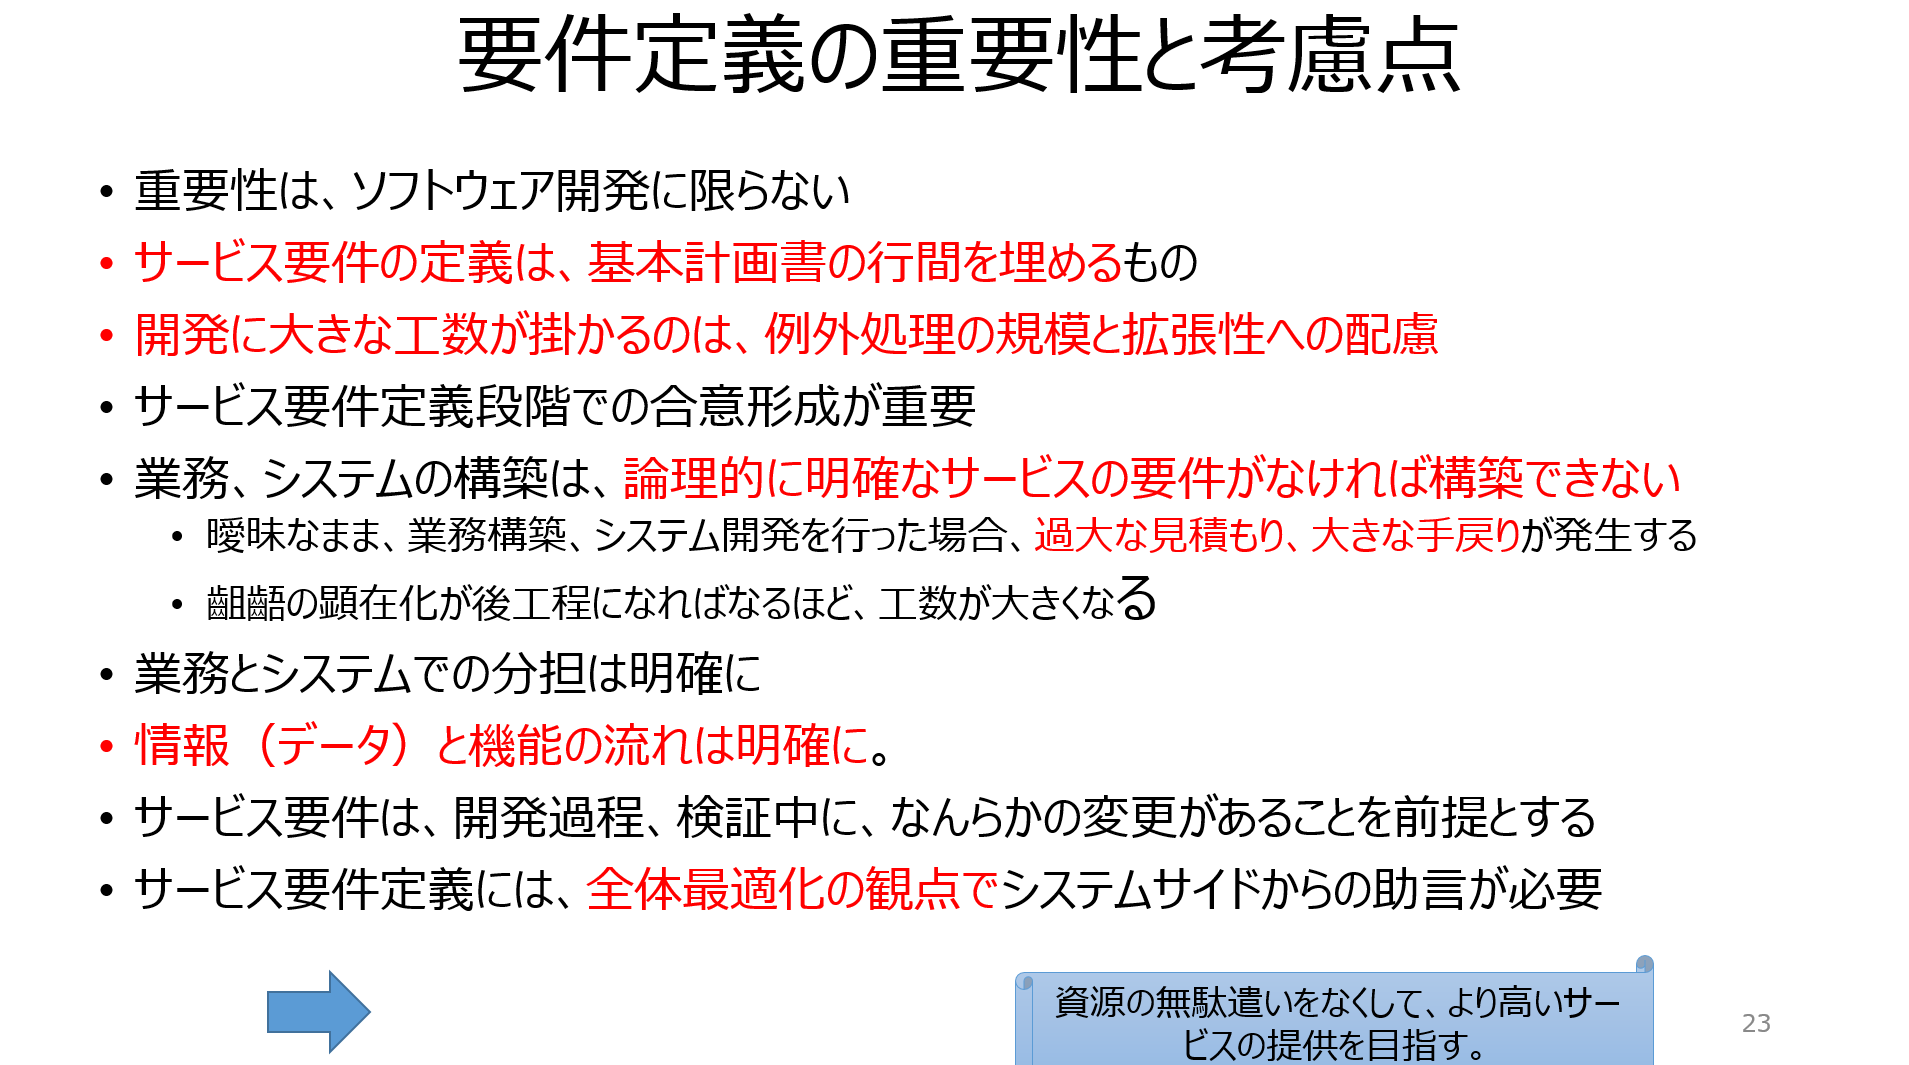 要件定義の重要性と考慮点
• 重要性は、ソフトウェア開発に限らない
• サービス要件の定義は、基本計画書の行間を埋めるもの
• 開発に大きな工数が掛かるのは、例外処理の規模と拡張性への配慮
• サービス要件定義段階での合意形成が重要
• 業務、システムの構築は、論理的に明確なサービスの要件がなければ構築できない
• 曖昧なまま、業務構築、システム開発を行った場合、過大な見積もり、大きな手戻りが発生する
• 齟齬の顕在化が後工程になればなるほど、工数が大きくなる
• 業務とシステムでの分担は明確に
• 情報（データ）と機能の流れは明確に。
• サービス要件は、開発過程、検証中に、なんらかの変更があることを前提とする
• サービス要件定義には、全体最適化の観点でシステムサイドからの助言が必要
資源の無駄遣いをなくして、より高いサー
ビスの提供を目指す。
23